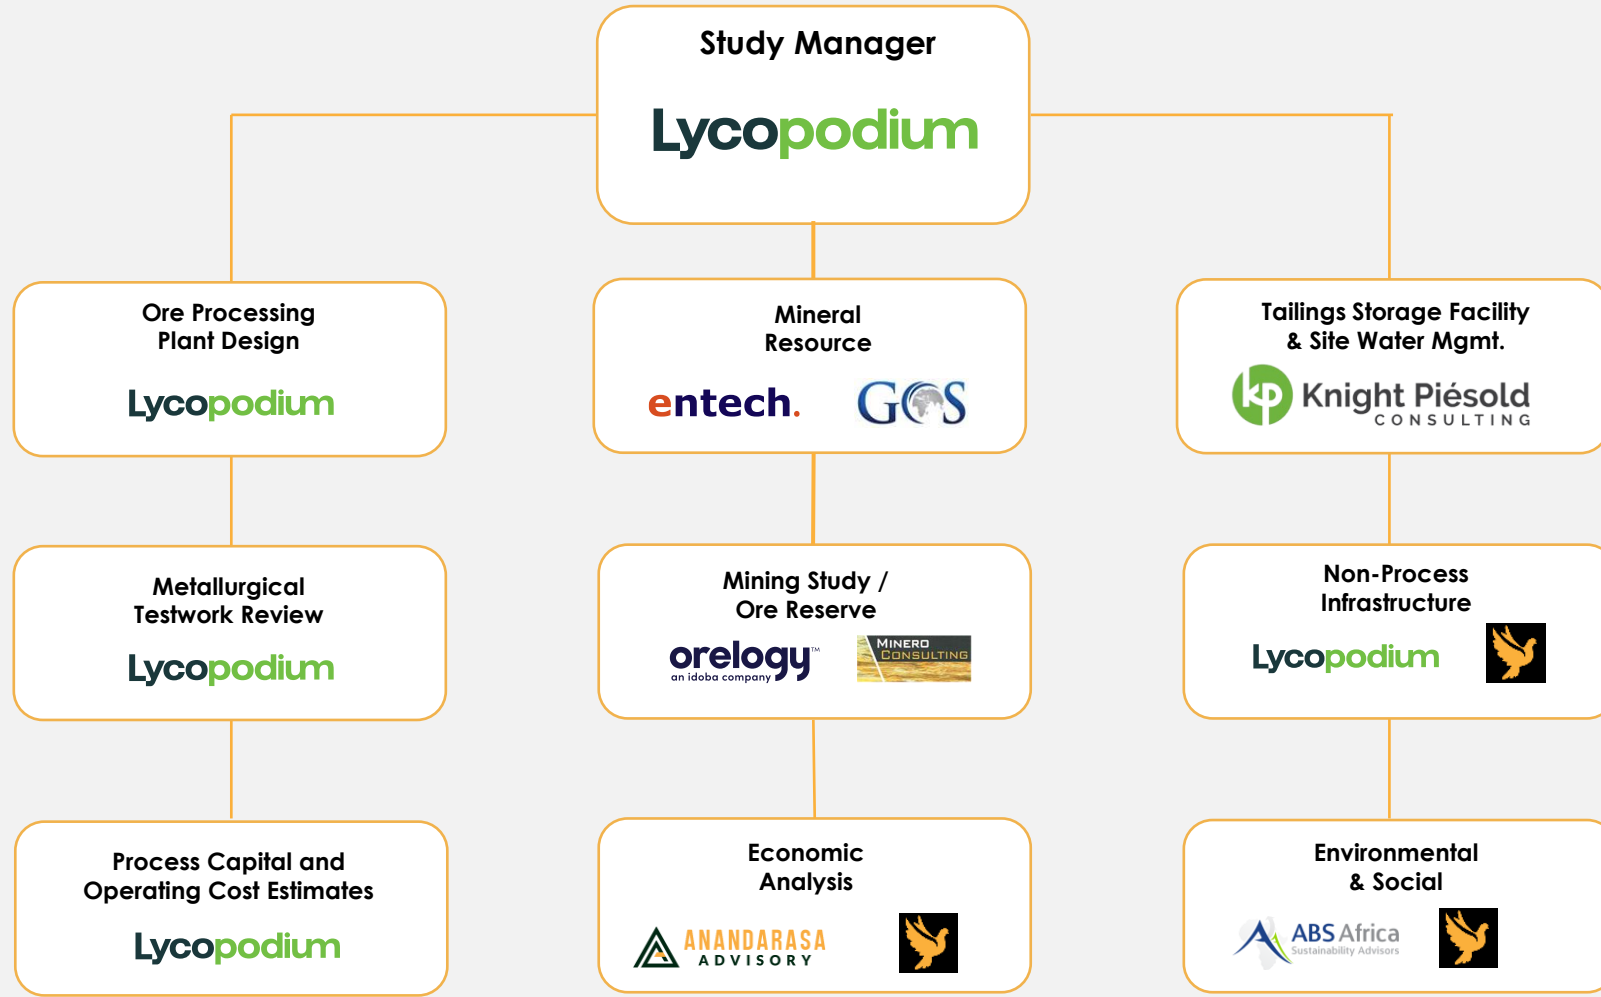 Study Manager
Lycopodium
Ore Processing
Plant Design
Lycopodium
Mineral
Resource
entech.
GOS
Tailings Storage Facility
& Site Water Mgmt.
kp Knight Piésold
CONSULTING
Metallurgical
Testwork Review
Lycopodium
Mining Study /
Ore Reserve
orelogy™
an idoba company
MINERO
CONSULTING
Non-Process
Infrastructure
Lycopodium
Process Capital and
Operating Cost Estimates
Lycopodium
Economic
Analysis
ANANDARASA
ADVISORY
Environmental
& Social
ABS Africa
Sustainability Advisors